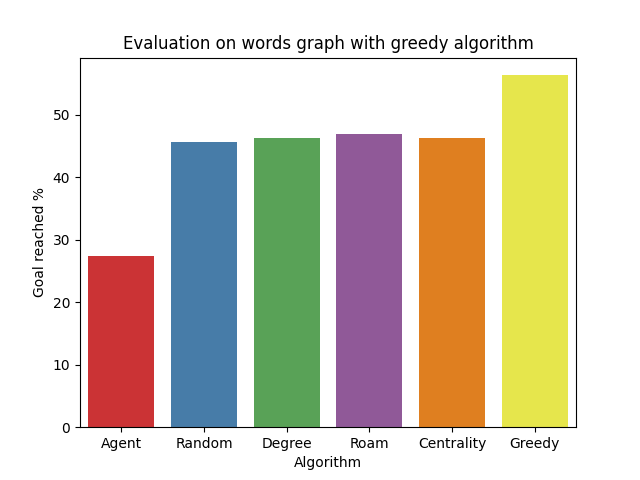 Evaluation on words graph with greedy algorithm
Goal reached %
50
40
30
20
10
0
Agent Random Degree Roam Centrality Greedy
Algorithm